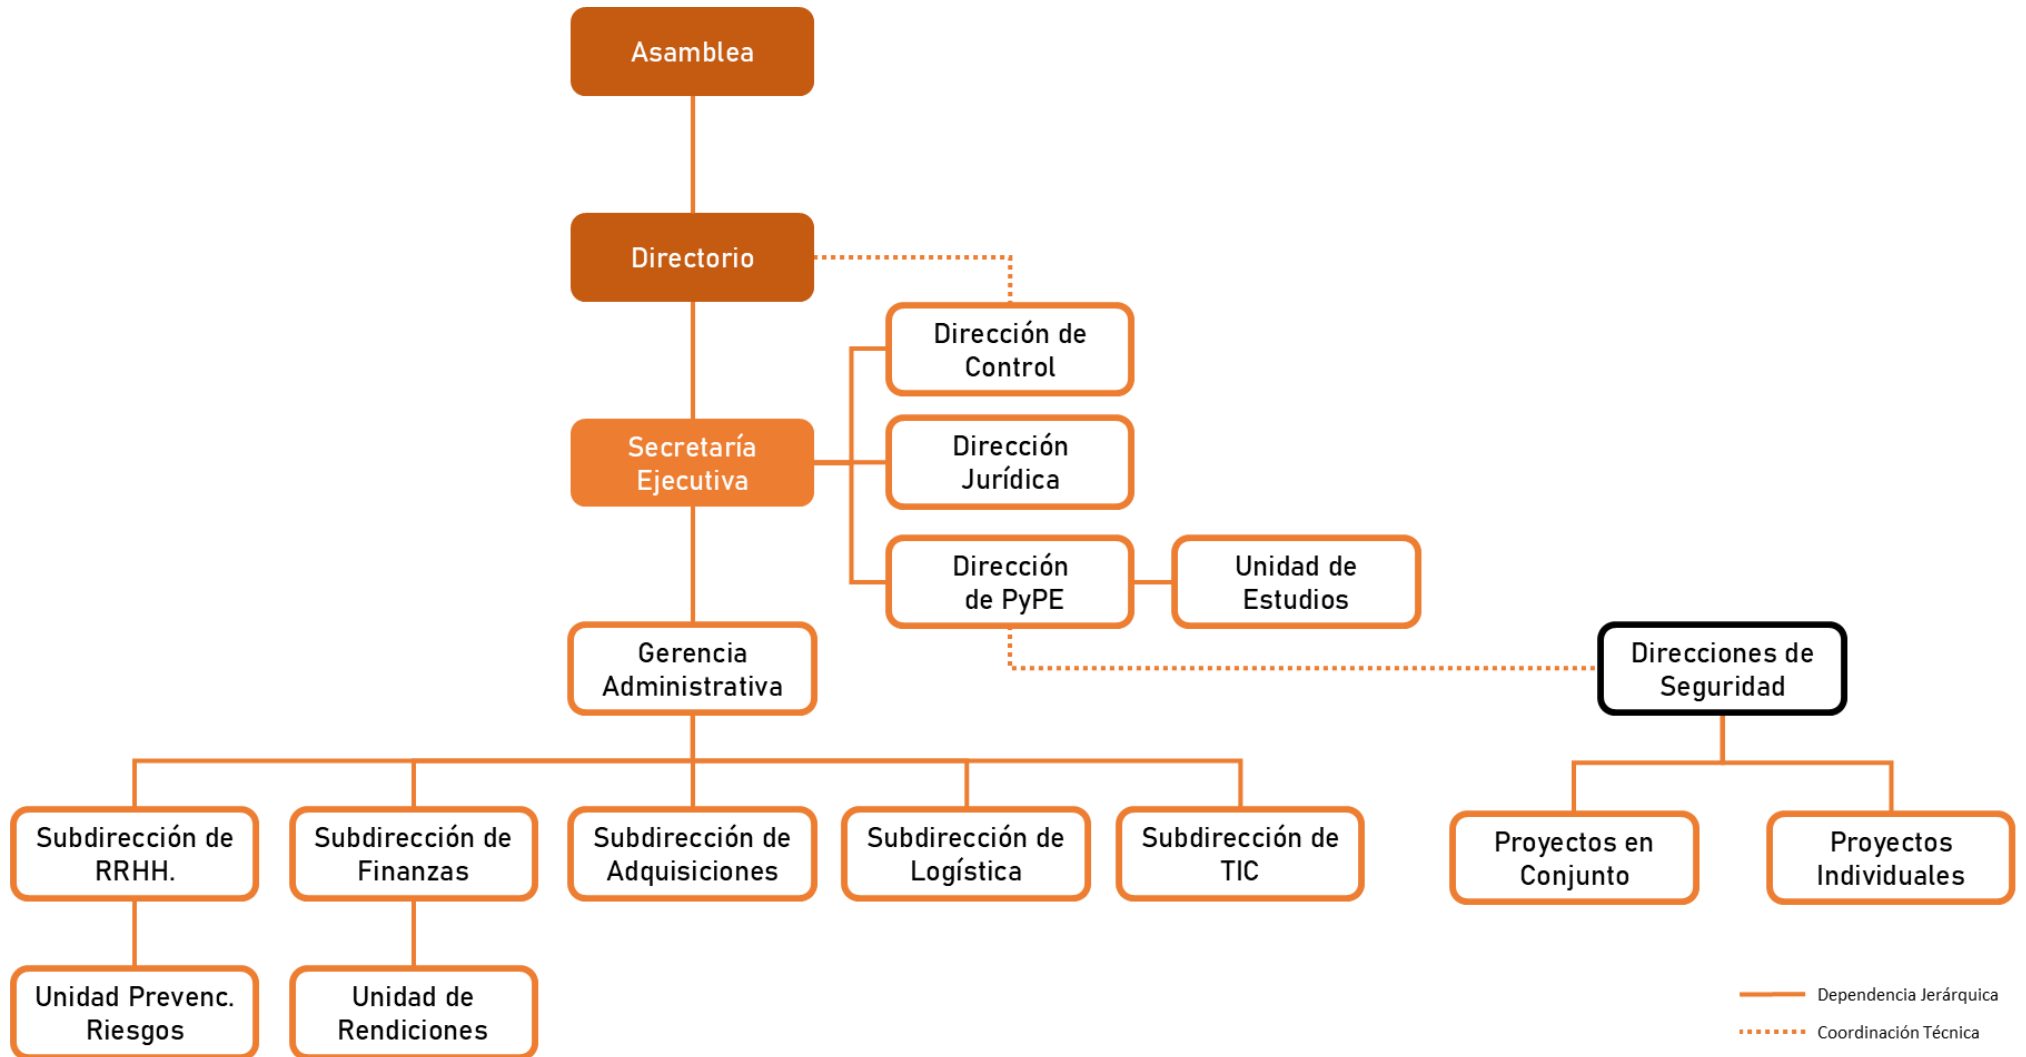 Asamblea
Directorio
Dirección de
Control
Secretaría
Ejecutiva
Dirección
Jurídica
Dirección
de PyPE
Unidad de
Estudios
Gerencia
Administrativa
Direcciones de
Seguridad
Subdirección de
RRHH.
Subdirección de
Finanzas
Subdirección de
Adquisiciones
Subdirección de
Logística
Subdirección de
TIC
Proyectos en
Conjunto
Proyectos
Individuales
Unidad Prevenc.
Riesgos
Unidad de
Rendiciones
Dependencia Jerárquica
Coordinación Técnica